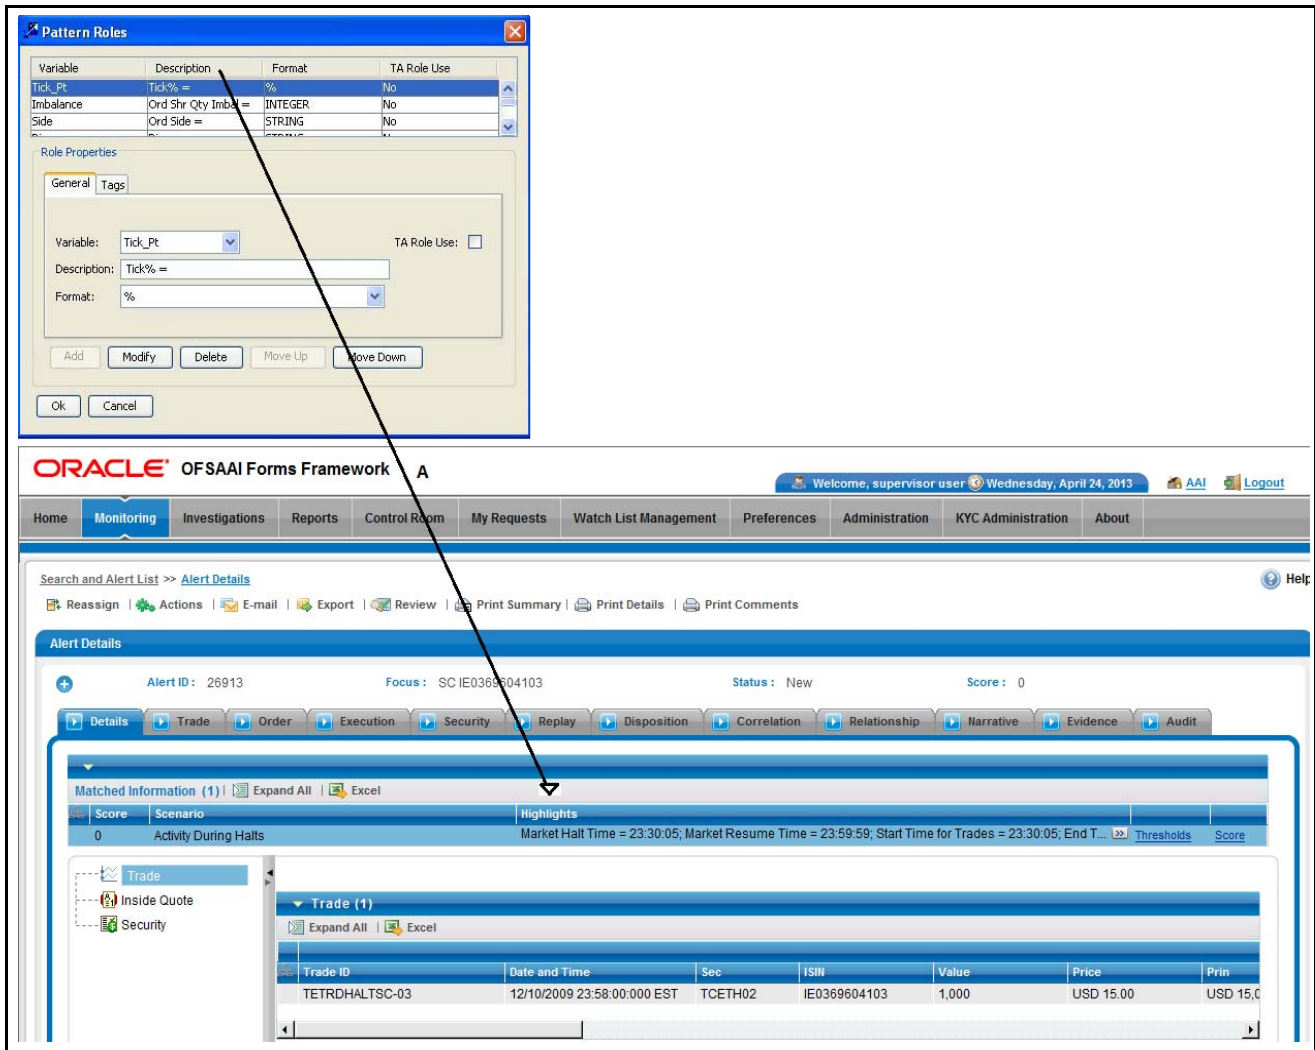 Pattern Roles
Variable Description Format TA Role Use
Tick_Pt Tick% = % No
Imbalance Ord Shr Qty Imbal = INTEGER No
Side Ord Side = STRING No
Role Properties
General Tags
Variable: Tick_Pt TA Role Use:
Description: Tick% =
Format: %
Add Modify Delete Move Up Move Down
Ok Cancel
ORACLE OFSAAI Forms Framework A
Welcome, supervisor user Wednesday, April 24, 2013 AAI Logout
Home Monitoring Investigations Reports Control Room My Requests Watch List Management Preferences Administration KYC Administration About
Search and Alert List >> Alert Details Help
Reassign | Actions | E-mail | Export | Review | Print Summary | Print Details | Print Comments
Alert Details
Alert ID : 26913 Focus : SC IE0369604103 Status : New Score : 0
Details Trade Order Execution Security Replay Disposition Correlation Relationship Narrative Evidence Audit
Matched Information (1) | Expand All | Excel
Score Scenario Highlights
0 Activity During Halts Market Halt Time = 23:30:05; Market Resume Time = 23:59:59; Start Time for Trades = 23:30:05; End T... >> Thresholds Score
Trade
Inside Quote
Security
Trade (1)
Expand All | Excel
Trade ID Date and Time Sec ISIN Value Price Prin
TETRDHALTSC-03 12/10/2009 23:58:00:000 EST TCETH02 IE0369604103 1,000 USD 15.00 USD 15,0